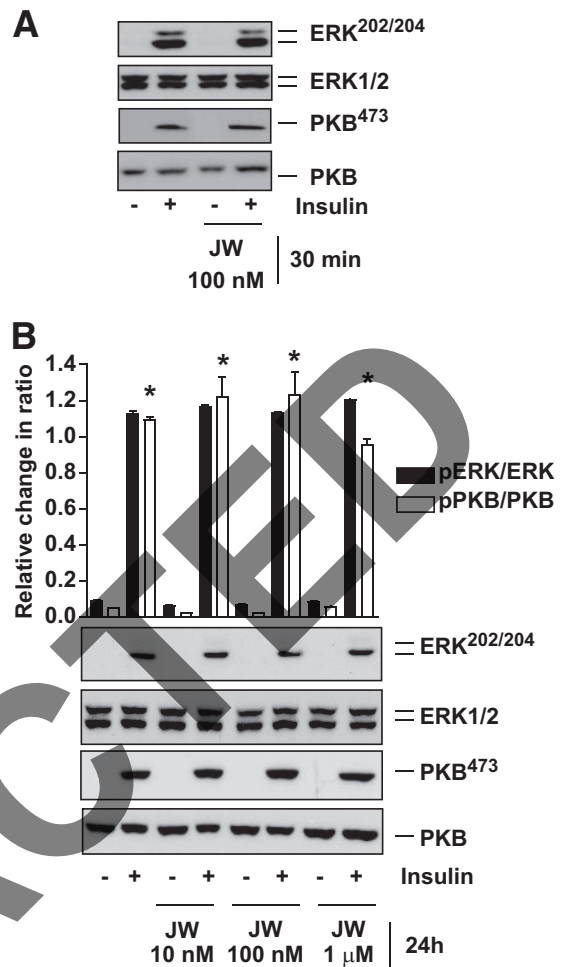 A
ERK202/204
ERK1/2
PKB473
PKB
- + - + Insulin
JW
100 nM
30 min
B
Relative change in ratio
1.4
1.2
1.0
0.8
0.6
0.4
0.2
0.0
* * * *
pERK/ERK
pPKB/PKB
ERK202/204
ERK1/2
PKB473
PKB
- + - + - + - + Insulin
JW JW JW
10 nM 100 nM 1 μM
24h
CTED